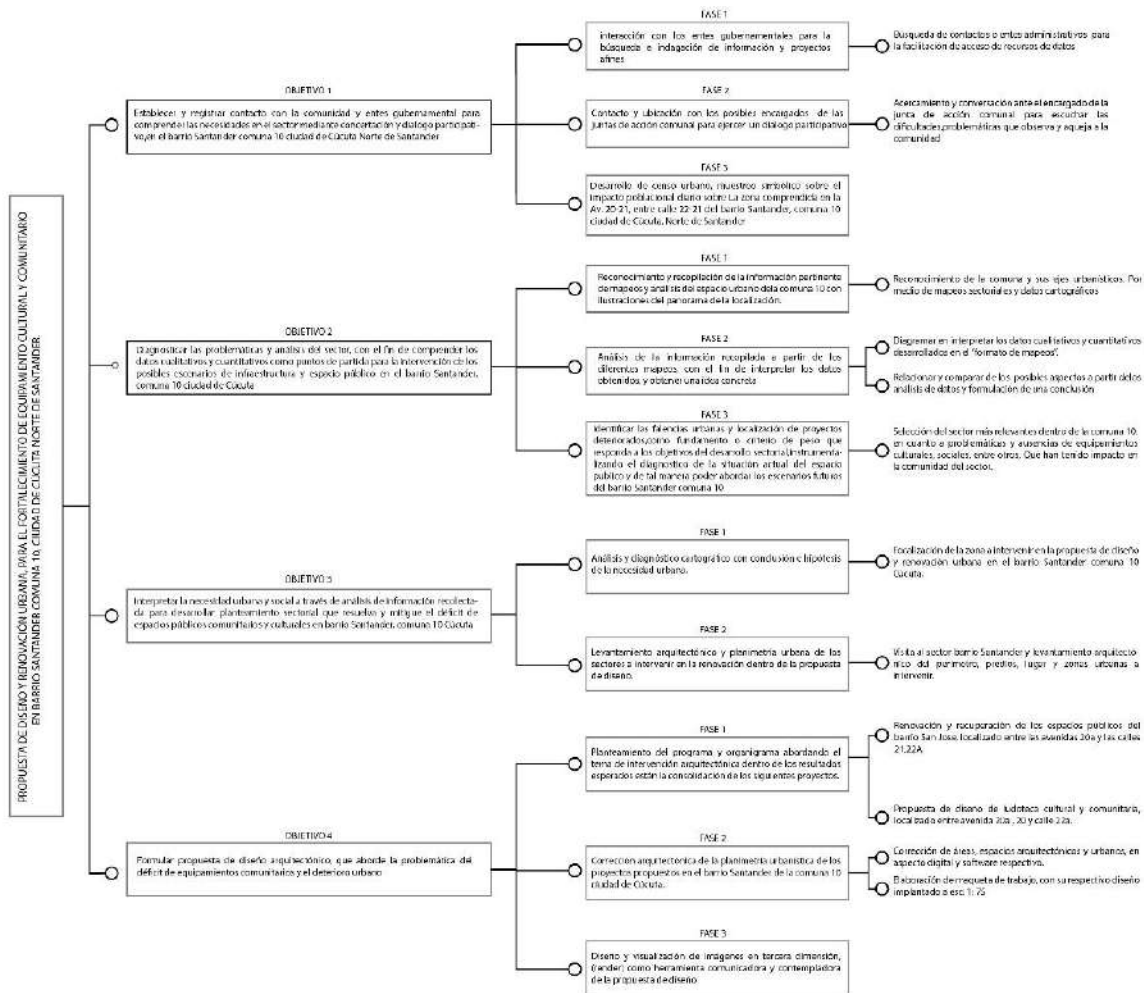 PROPUESTA DE DISEÑO Y RENOVACIÓN URBANA, PARA EL FORTALECIMIENTO DE EQUIPAMIENTO CULTURAL Y COMUNITARIO
EN BARRIO SANTANDER COMUNA 10, CIUDAD DE CÚCUTA NORTE DE SANTANDER.
OBJETIVO 1
Establecer y registrar contacto con la comunidad y entes gubernamental para
comprender las necesidades en el sector mediante concertación y dialogo participati-
vo,en el barrio Santander comuna 10 ciudad de Cúcuta Norte de Santander
FASE 1
interacción con los entes gubernamentales para la
búsqueda e indagación de información y proyectos
afines
Búsqueda de contactos o entes administrativos para
la facilitación de acceso de recursos de datos
FASE 2
Contacto y ubicación con los posibles encargados de las
Juntas de acción comunal para ejercer un dialogo participativo
Acercamiento y conversación ante el encargado de la
junta de acción comunal para escuchar las
dificultades,problemáticas que observa y aqueja a la
comunidad
FASE 3
Desarrollo de censo urbano, muestreo simbólico sobre el
impacto poblacional diario sobre La zona comprendida en la
Av. 20-21, entre calle 22-21 del barrio Santander, comuna 10
ciudad de Cúcuta, Norte de Santander
OBJETIVO 2
Diagnosticar las problemáticas y análisis del sector, con el fin de comprender los
datos cualitativos y cuantitativos como puntos de partida para la intervención de los
posibles escenarios de infraestructura y espacio público en el barrio Santander,
comuna 10 ciudad de Cúcuta
FASE 1
Reconocimiento y recopilación de la información pertinente
de mapeos y análisis del espacio urbano dela comuna 10 con
ilustraciones del panorama de la localización.
Reconocimiento de la comuna y sus ejes urbanísticos. Por
medio de mapeos sectoriales y datos cartográficos
FASE 2
Análisis de la información recopilada a partir de los
diferentes mapeos, con el fin de interpretar los datos
obtenidos, y obtener una idea concreta
Diagramar en interpretar los datos cualitativos y cuantitativos
desarrollados en el "formato de mapeos".
Relacionar y comparar de los posibles aspectos a partir delos
análisis de datos y formulación de una conclusión
FASE 3
Identificar las falencias urbanas y localización de proyectos
deteriorados,como fundamento o criterio de peso que
responda a los objetivos del desarollo sectorial,instrumenta-
lizando el diagnostico de la situación actual del espacio
publico y de tal manera poder abordar los escenarios futuros
del barrio Santander comuna 10
Selección del sector más relevantes dentro de la comuna 10,
en cuanto a problemáticas y ausencias de equipamientos
culturales, sociales, entre otros. Que han tenido impacto en
la comunidad del sector.
OBJETIVO 3
Interpretar la necesidad urbana y social a través de análisis de información recolecta-
da para desarrollar planteamiento sectorial que resuelva y mitigue el déficit de
espacios públicos comunitarios y culturales en barrio Santander, comuna 10 Cúcuta
FASE 1
Análisis y diagnóstico cartográfico con conclusión e hipótesis
de la necesidad urbana.
Focalización de la zona a intervenir en la propuesta de diseño
y renovación urbana en el barrio Santander comuna 10
Cúcuta.
FASE 2
Levantamiento arquitectónico y planimetría urbana de los
sectores a intervenir en la renovación dentro de la propuesta
de diseño.
Visita al sector barrio Santander y levantamiento arquitectó-
nico del perímetro, predios, lugar y zonas urbanas a
intervenir.
OBJETIVO 4
Formular propuesta de diseño arquitectónico, que aborde la problemática del
déficit de equipamientos comunitarios y el deterioro urbano
FASE 1
Planteamiento del programa y organigrama abordando el
tema de intervención arquitectónica dentro de los resultados
esperados están la consolidación de los siguientes proyectos.
Renovación y recuperación de los espacios públicos del
barrio San Jose, localizado entre las avenidas 20a y las calles
21,22A
Propuesta de diseño de ludoteca cultural y comunitaria,
localizado entre avenida 20a , 20 y calle 22a.
FASE 2
Corrección arquitectónica de la planimetría urbanística de los
proyectos propuestos en el barrio Santander de la comuna 10
ciudad de Cúcuta.
Corrección de áreas, espacios arquitectónicos y urbanos, en
aspecto digital y software respectiva.
Elaboración de maqueta de trabajo, con su respectivo diseño
implantado a esc. 1: 75
FASE 3
Diseño y visualización de imágenes en tercera dimensión,
(render) como herramienta comunicadora y contempladora
de la propuesta de diseño